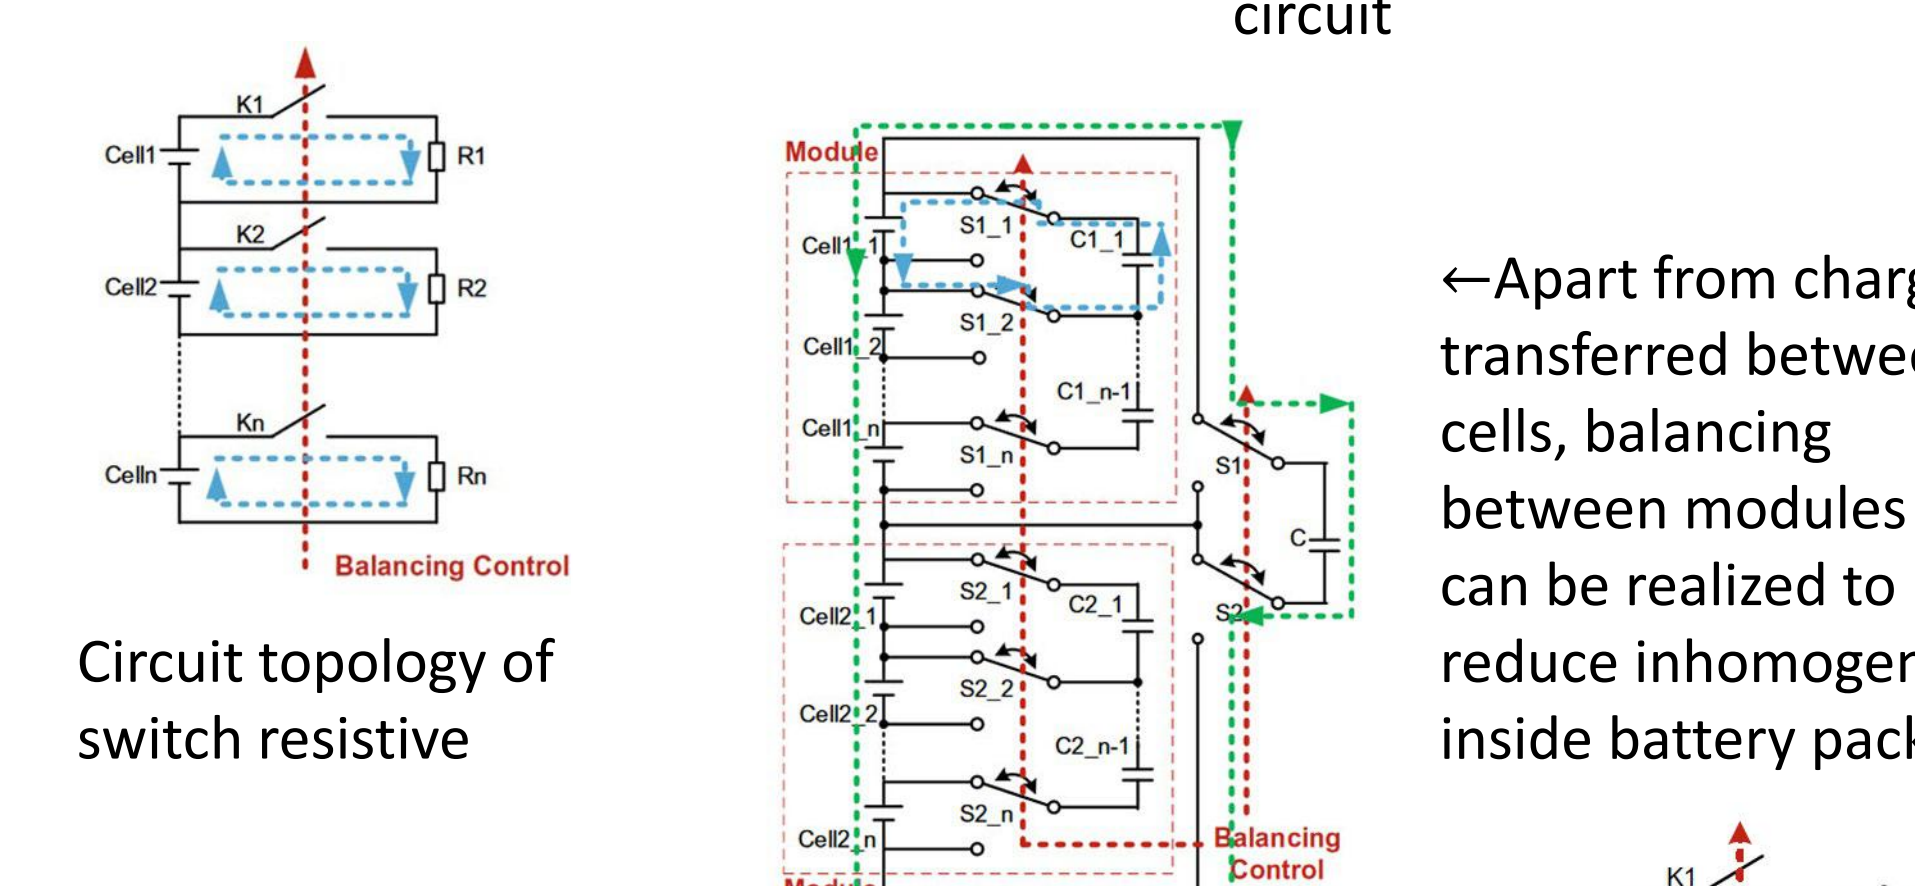 circuit
K1
Cell1
R1
K2
Cell2
R2
Kn
Celln
Rn
Balancing Control
Circuit topology of
switch resistive
Module
S1_1
C1_1
Cell1_1
S1_2
Cell1_2
C1_n-1
Cell1_n
S1_n
S1
C
S2_1
C2_1
S2
Cell2_1
S2_2
Cell2_2
C2_n-1
S2_n
Cell2_n
Balancing
Control
Module
←Apart from charg
transferred betwee
cells, balancing
between modules
can be realized to
reduce inhomogen
inside battery pack
K1